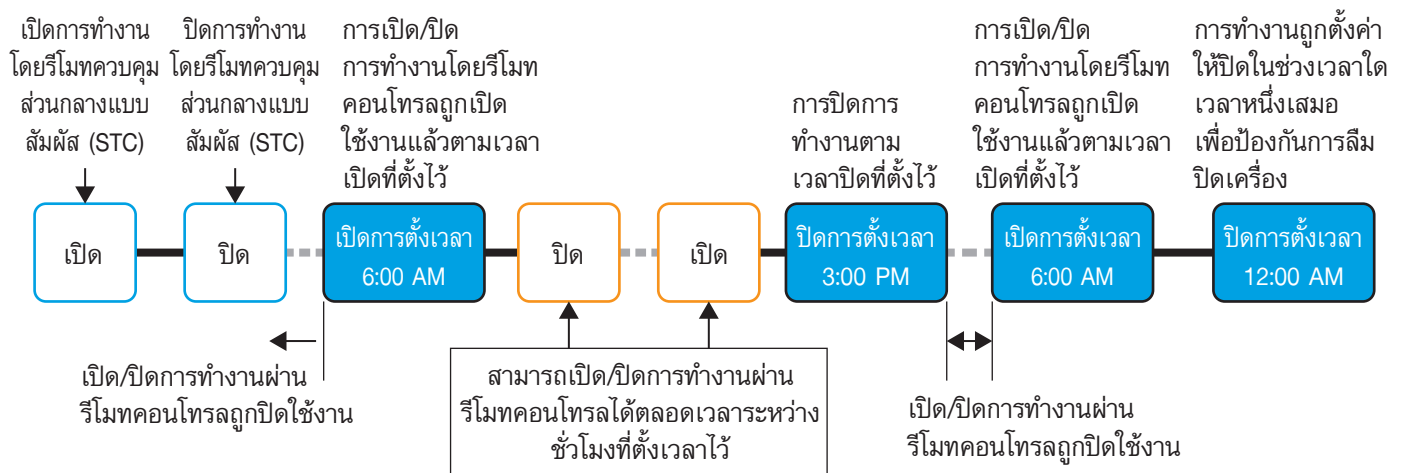 เปิดการทำงาน
โดยรีโมทควบคุม
ส่วนกลางแบบ
สัมผัส (STC)
ปิดการทำงาน
โดยรีโมทควบคุม
ส่วนกลางแบบ
สัมผัส (STC)
การเปิด/ปิด
การทำงานโดยรีโมท
คอนโทรลถูกเปิด
ใช้งานแล้วตามเวลา
เปิดที่ตั้งไว้
การปิดการ
ทำงานตาม
เวลาปิดที่ตั้งไว้
การเปิด/ปิด
การทำงานโดยรีโมท
คอนโทรลถูกเปิด
ใช้งานแล้วตามเวลา
เปิดที่ตั้งไว้
การทำงานถูกตั้งค่า
ให้ปิดในช่วงเวลาใด
เวลาหนึ่งเสมอ
เพื่อป้องกันการลืม
ปิดเครื่อง
เปิด
ปิด
เปิดการตั้งเวลา
6:00 AM
ปิด
เปิด
ปิดการตั้งเวลา
3:00 PM
เปิดการตั้งเวลา
6:00 AM
ปิดการตั้งเวลา
12:00 AM
เปิด/ปิดการทำงานผ่าน
รีโมทคอนโทรลถูกปิดใช้งาน
สามารถเปิด/ปิดการทำงานผ่าน
รีโมทคอนโทรลได้ตลอดเวลาระหว่าง
ชั่วโมงที่ตั้งเวลาไว้
เปิด/ปิดการทำงานผ่าน
รีโมทคอนโทรลถูกปิดใช้งาน